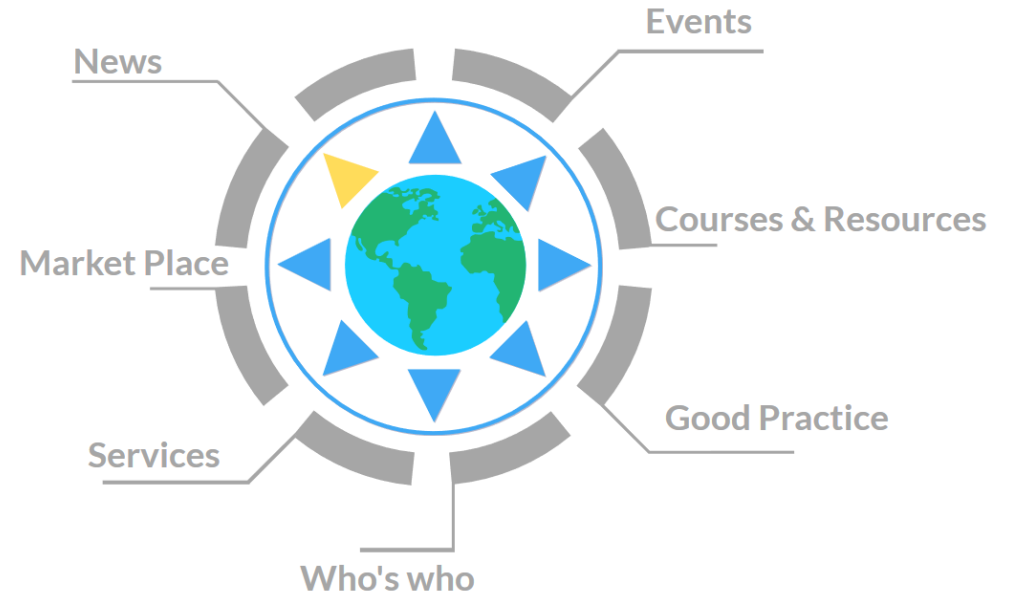 Events
News
Courses & Resources
Market Place
Good Practice
Services
Who's who